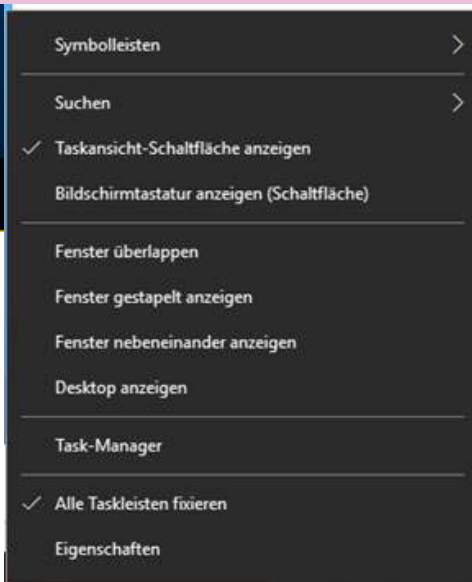 Symbolleisten
Suchen
Taskansicht-Schaltfläche anzeigen
Bildschirmtastatur anzeigen (Schaltfläche)
Fenster überlappen
Fenster gestapelt anzeigen
Fenster nebeneinander anzeigen
Desktop anzeigen
Task-Manager
Alle Taskleisten fixieren
Eigenschaften